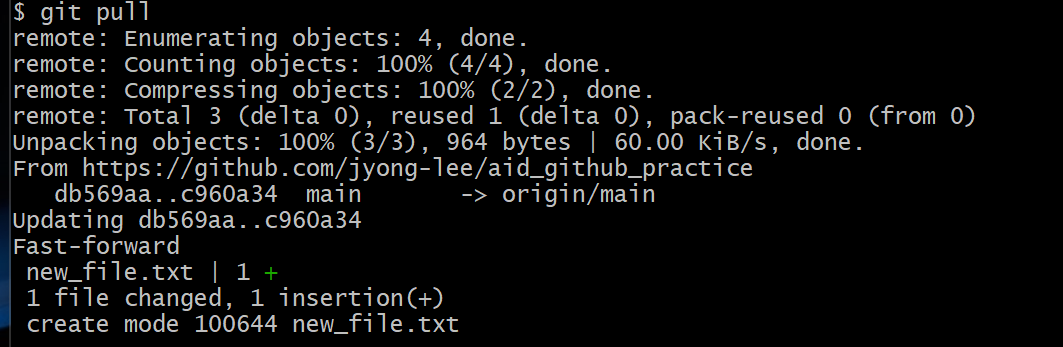 $ git pull
remote: Enumerating objects: 4, done.
remote: Counting objects: 100% (4/4), done.
remote: Compressing objects: 100% (2/2), done.
remote: Total 3 (delta 0), reused 1 (delta 0), pack-reused 0 (from 0)
Unpacking objects: 100% (3/3), 964 bytes | 60.00 KiB/s, done.
From https://github.com/jyong-lee/aid_github_practice
   db569aa..c960a34  main       -> origin/main
Updating db569aa..c960a34
Fast-forward
 new_file.txt | 1 +
 1 file changed, 1 insertion(+)
 create mode 100644 new_file.txt